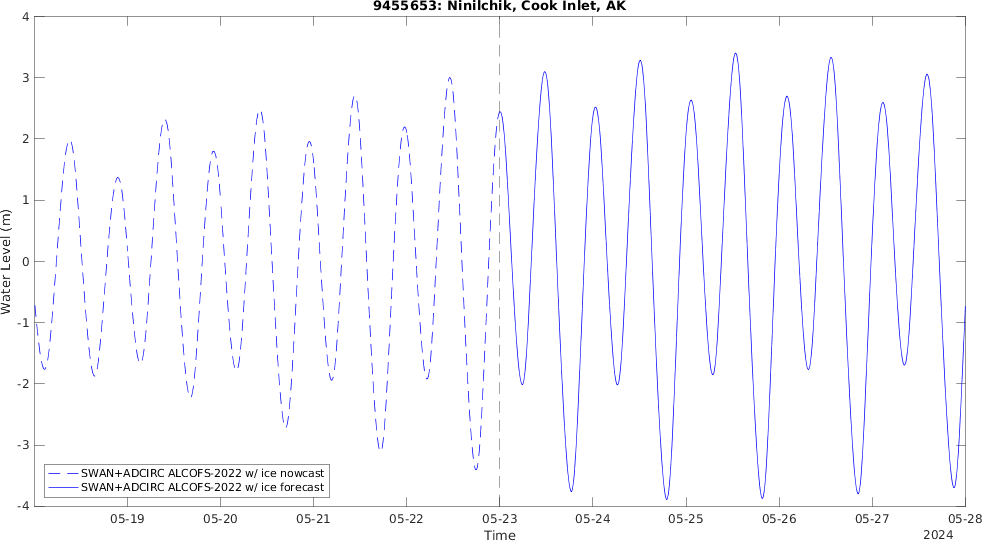 9455653: Ninilchik, Cook Inlet, AK
4
3
2
1
0
-1
-2
-3
-4
Water Level (m)
SWAN+ADCIRC ALCOFS-2022 w/ ice nowcast
SWAN+ADCIRC ALCOFS-2022 w/ ice forecast
05-19 05-20 05-21 05-22 05-23 05-24 05-25 05-26 05-27 05-28
Time
2024